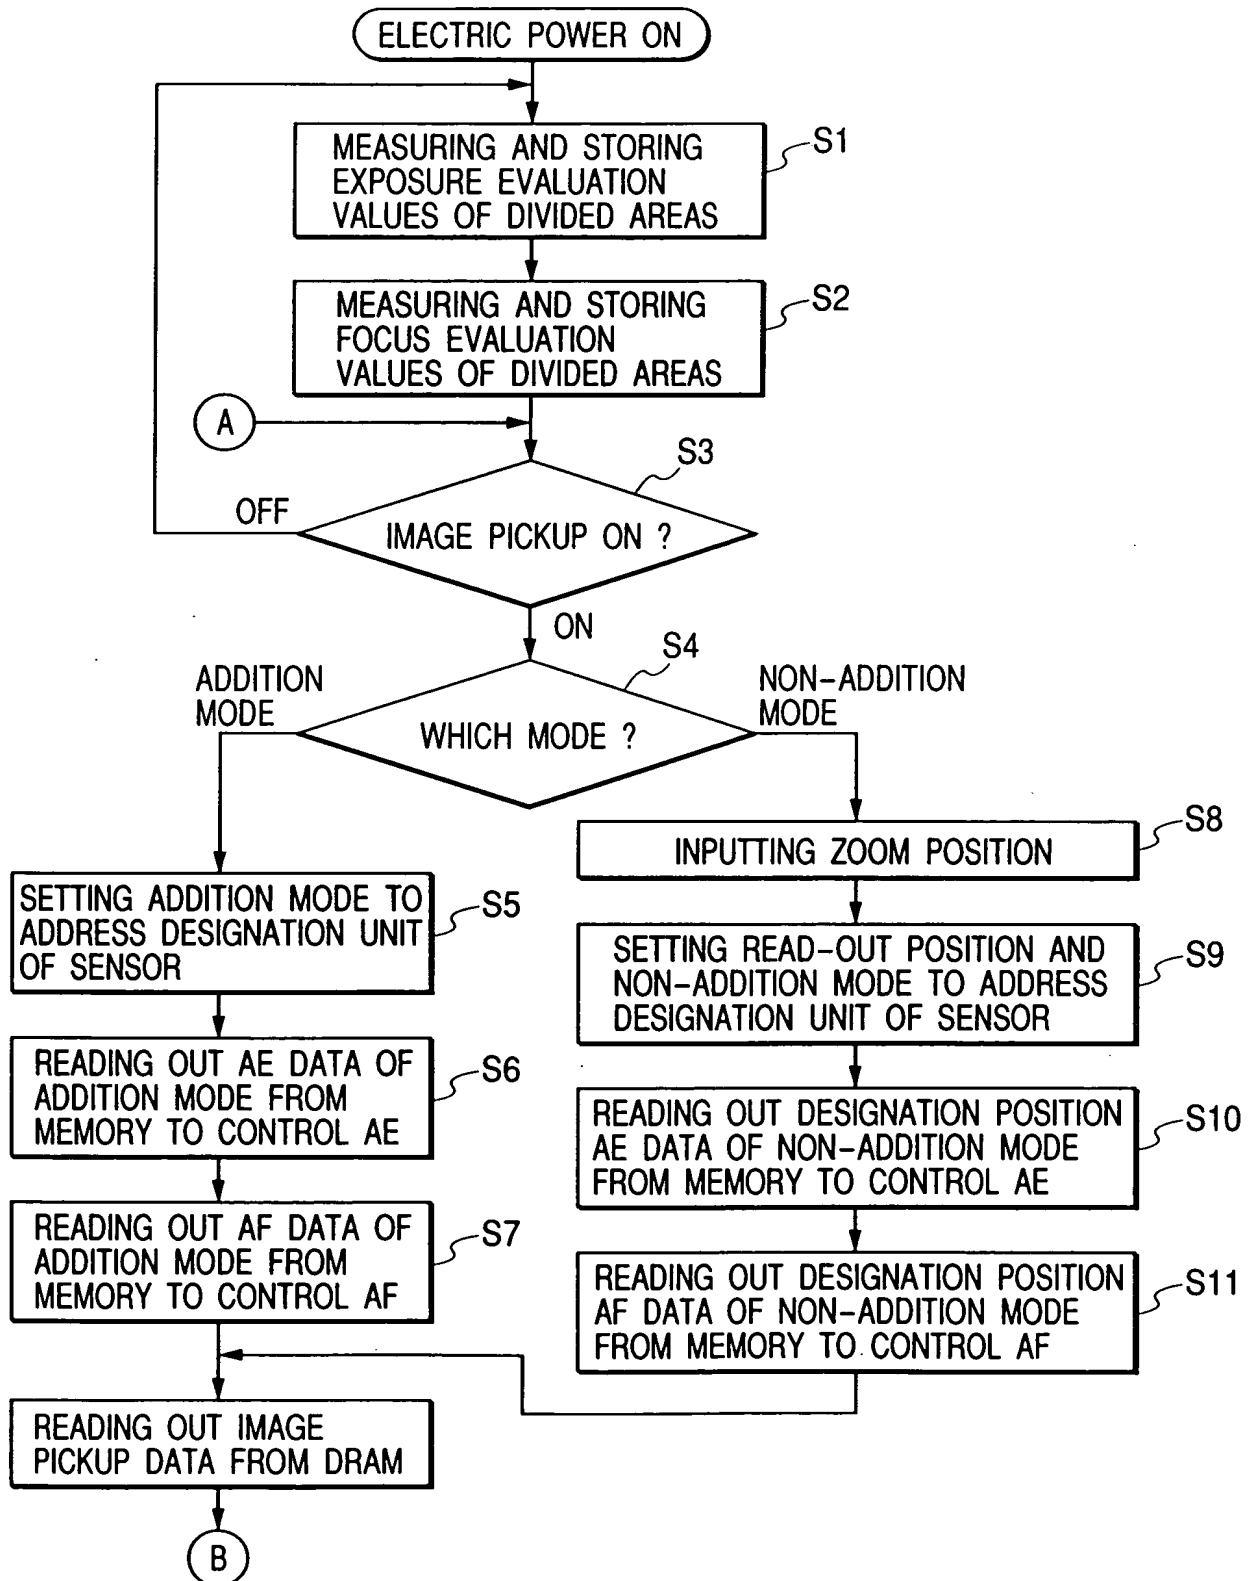 ELECTRIC POWER ON
MEASURING AND STORING
EXPOSURE EVALUATION
VALUES OF DIVIDED AREAS
S1
MEASURING AND STORING
FOCUS EVALUATION
VALUES OF DIVIDED AREAS
S2
A
S3
OFF
IMAGE PICKUP ON ?
ON
S4
ADDITION
MODE
WHICH MODE ?
NON-ADDITION
MODE
SETTING ADDITION MODE TO
ADDRESS DESIGNATION UNIT
OF SENSOR
S5
READING OUT AE DATA OF
ADDITION MODE FROM
MEMORY TO CONTROL AE
S6
READING OUT AF DATA OF
ADDITION MODE FROM
MEMORY TO CONTROL AF
S7
INPUTTING ZOOM POSITION
S8
SETTING READ-OUT POSITION AND
NON-ADDITION MODE TO ADDRESS
DESIGNATION UNIT OF SENSOR
S9
READING OUT DESIGNATION POSITION
AE DATA OF NON-ADDITION MODE
FROM MEMORY TO CONTROL AE
S10
READING OUT DESIGNATION POSITION
AF DATA OF NON-ADDITION MODE
FROM MEMORY TO CONTROL AF
S11
READING OUT IMAGE
PICKUP DATA FROM DRAM
B